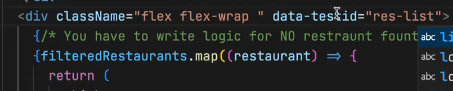 <div className="flex flex-wrap " data-testid="res-list">
{/* You have to write logic for NO restraunt fount
{filteredRestaurants.map((restaurant) => {
return (